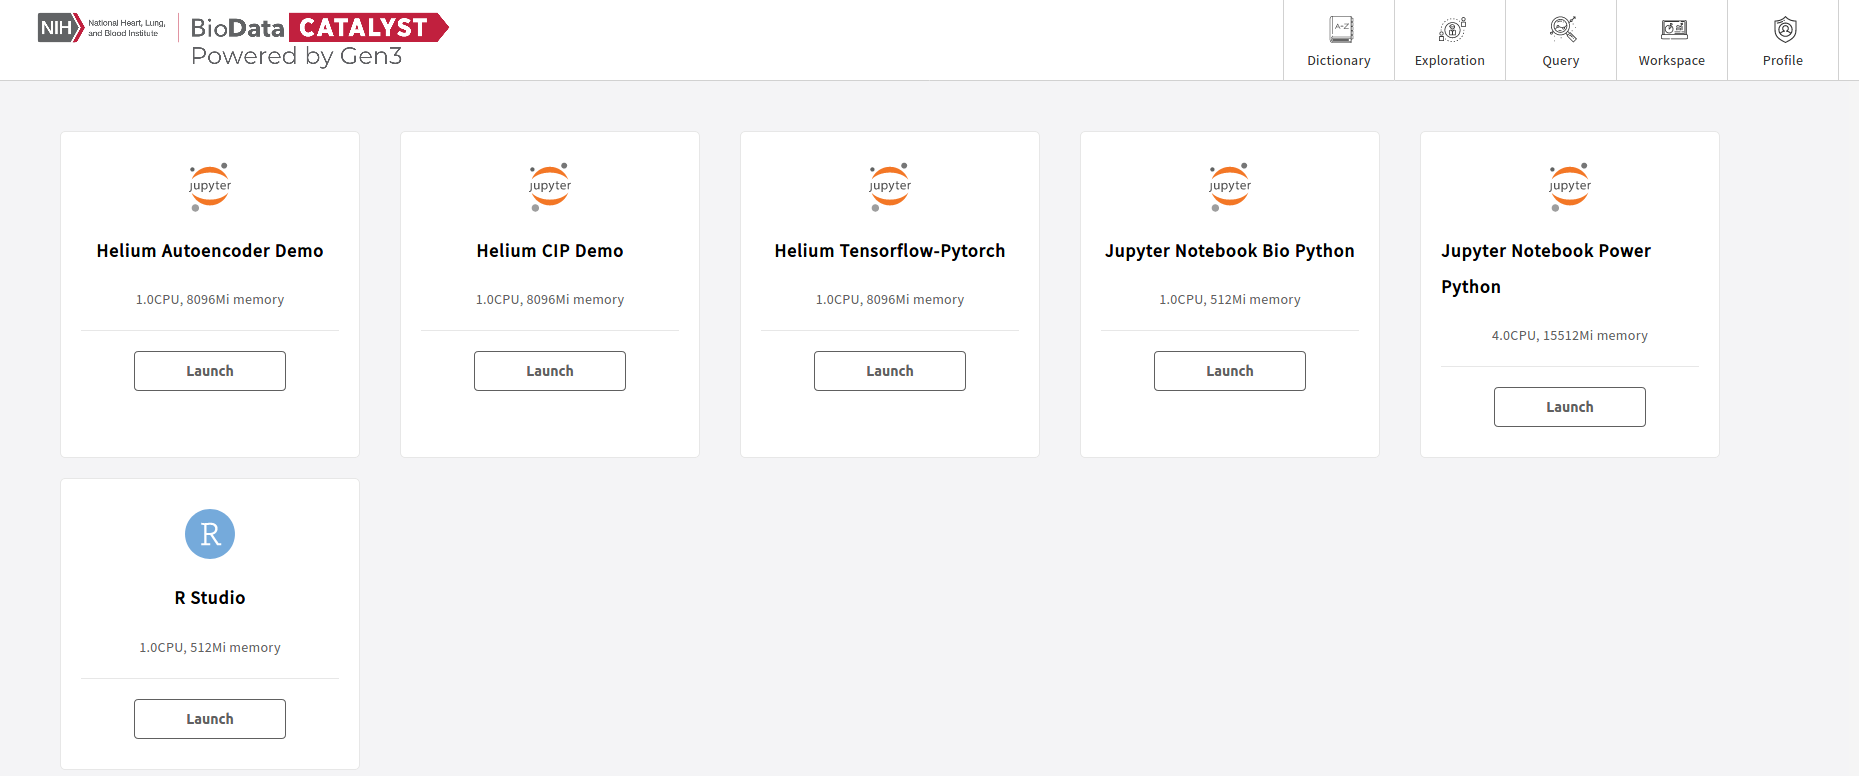 NIH National Heart, Lung, and Blood Institute
BioData CATALYST
Powered by Gen3
Dictionary
Exploration
Query
Workspace
Profile
A-Z
jupyter
Helium Autoencoder Demo
1.0CPU, 8096Mi memory
Launch
jupyter
Helium CIP Demo
1.0CPU, 8096Mi memory
Launch
jupyter
Helium Tensorflow-Pytorch
1.0CPU, 8096Mi memory
Launch
jupyter
Jupyter Notebook Bio Python
1.0CPU, 512Mi memory
Launch
jupyter
Jupyter Notebook Power
Python
4.0CPU, 15512Mi memory
Launch
R
R Studio
1.0CPU, 512Mi memory
Launch